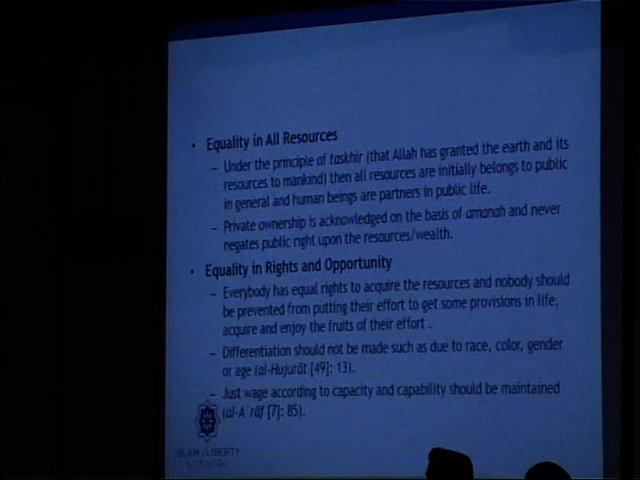 • Equality in All Resources
– Under the principle of taskhir (that Allah has granted the earth and its
resources to mankind) then all resources are initially belongs to public
in general and human beings are partners in public life.
– Private ownership is acknowledged on the basis of amanah and never
negates public right upon the resources/wealth.
• Equality in Rights and Opportunity
– Everybody has equal rights to acquire the resources and nobody should
be prevented from putting their effort to get some provisions in life,
acquire and enjoy the fruits of their effort .
– Differentiation should not be made such as due to race, color, gender
or age (al-Hujurāt [49]: 13).
– Just wage according to capacity and capability should be maintained
(al-A`rāf [7]: 85).
ISLAM & LIBERTY
NETWORK